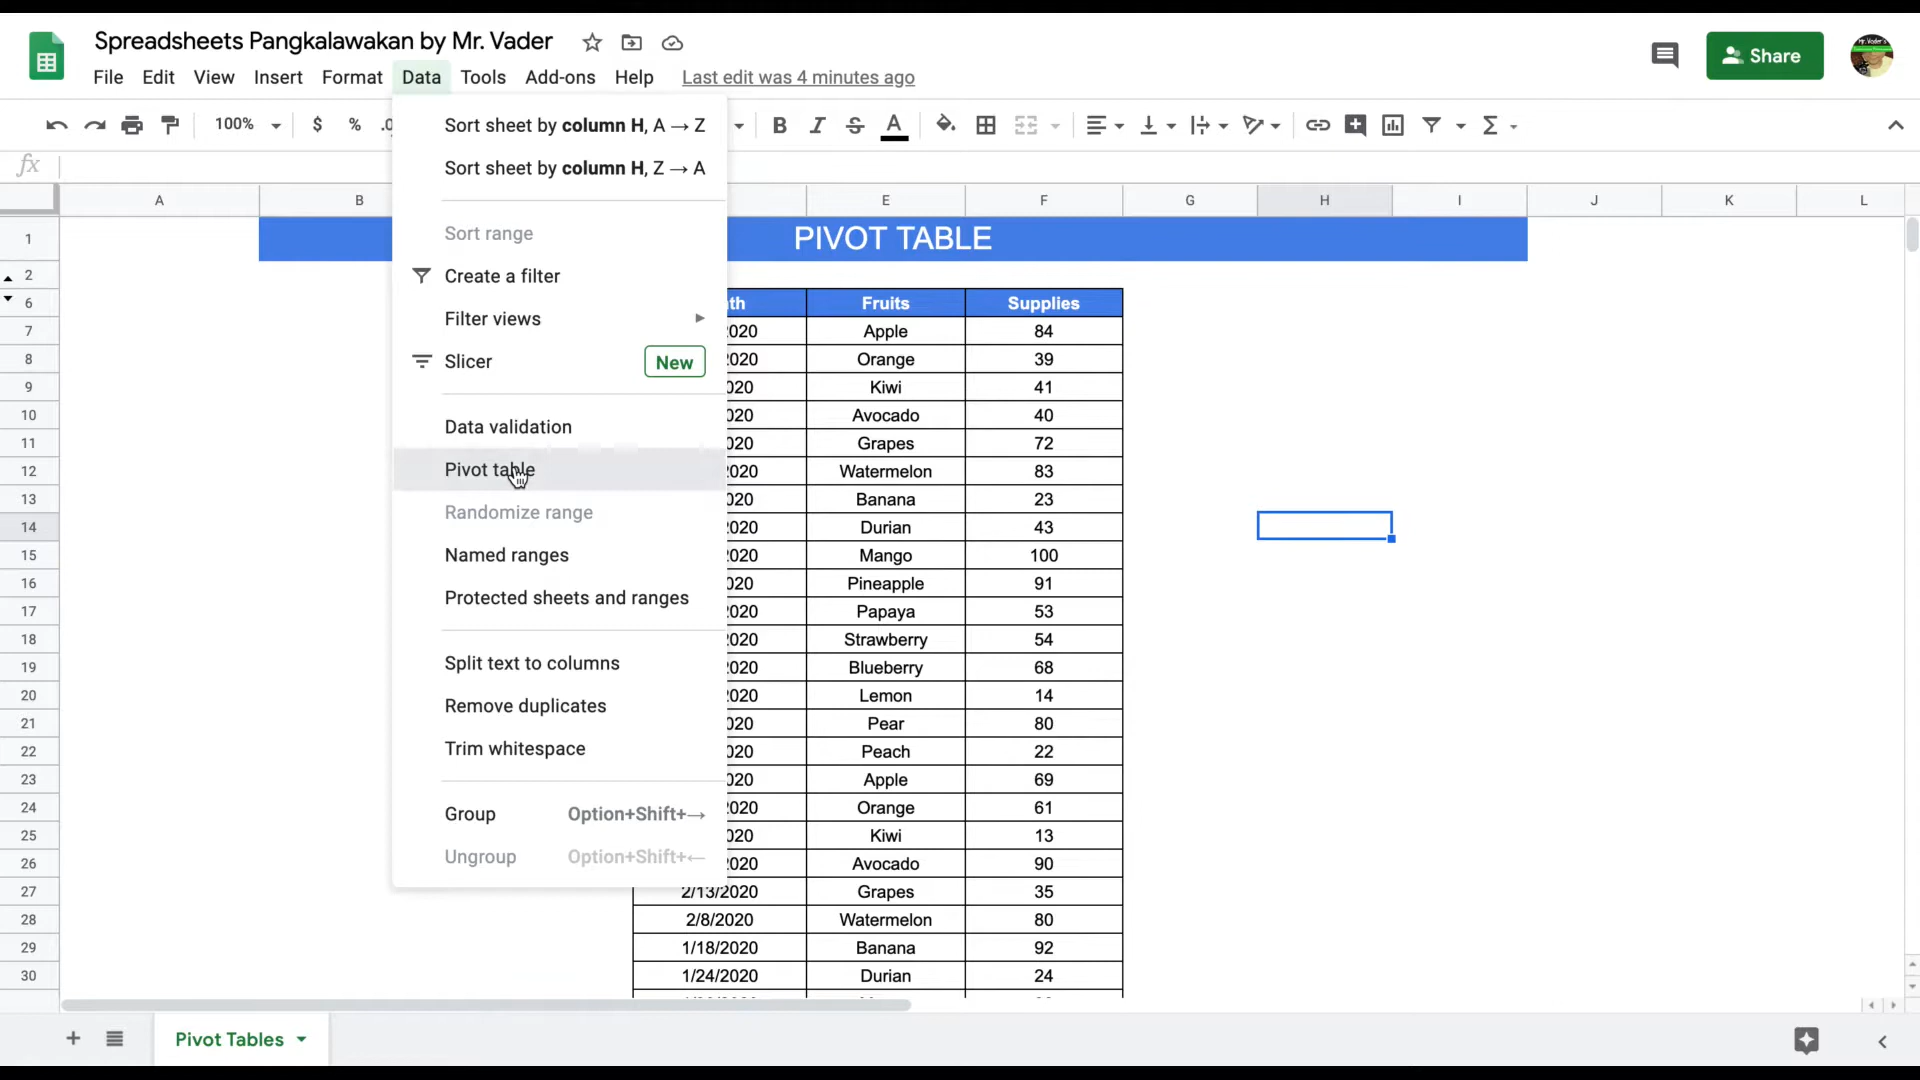 Spreadsheets Pangkalawakan by Mr. Vader
File Edit View Insert Format Data Tools Add-ons Help Last edit was 4 minutes ago
Share
100% $ % .0 B I S A Σ
fx
Sort sheet by column H, A → Z
Sort sheet by column H, Z → A
Sort range
Create a filter
Filter views
Slicer New
Data validation
Pivot table
Randomize range
Named ranges
Protected sheets and ranges
Split text to columns
Remove duplicates
Trim whitespace
Group Option+Shift+→
Ungroup Option+Shift+←
A B E F G H I J K L
1 PIVOT TABLE
2
6 th Fruits Supplies
7 020 Apple 84
8 020 Orange 39
9 020 Kiwi 41
10 020 Avocado 40
11 020 Grapes 72
12 020 Watermelon 83
13 020 Banana 23
14 020 Durian 43
15 020 Mango 100
16 020 Pineapple 91
17 020 Papaya 53
18 020 Strawberry 54
19 020 Blueberry 68
20 020 Lemon 14
21 020 Pear 80
22 020 Peach 22
23 020 Apple 69
24 020 Orange 61
25 020 Kiwi 13
26 020 Avocado 90
27 2/13/2020 Grapes 35
28 2/8/2020 Watermelon 80
29 1/18/2020 Banana 92
30 1/24/2020 Durian 24
Pivot Tables